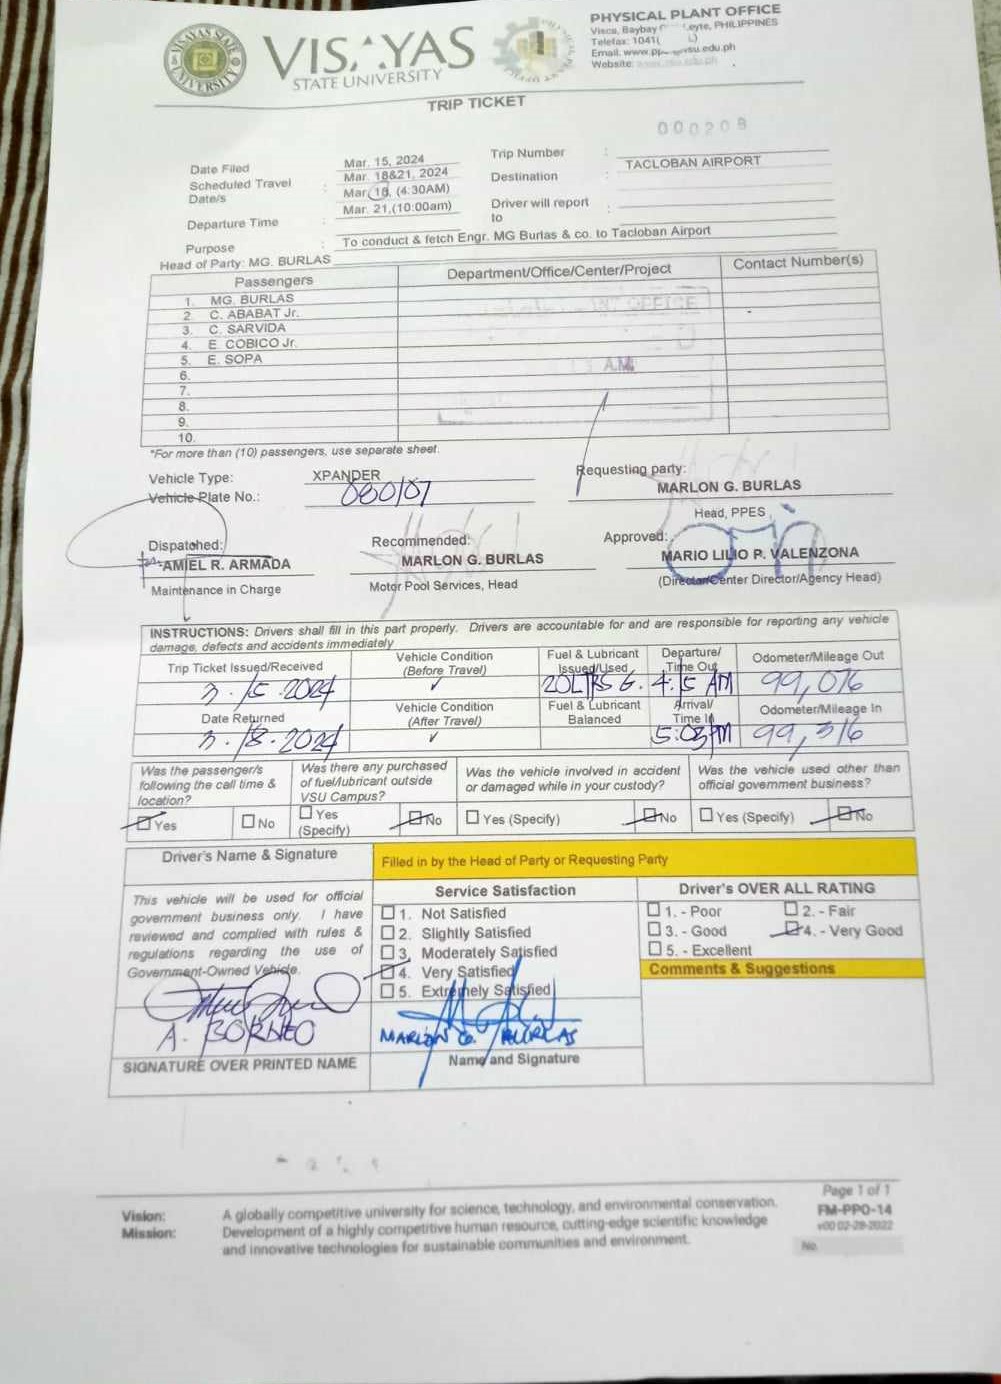 VISAYAS
STATE UNIVERSITY
PHYSICAL PLANT OFFICE
Visca, Baybay Leyte, PHILIPPINES
Telefax: 1041
Email: www.pp vsu.edu.ph
Website:
TRIP TICKET
000208
Date Filed : Mar. 15, 2024
Trip Number :
Scheduled Travel Date/s : Mar. 18&21, 2024
Destination : TACLOBAN AIRPORT
Mar. 18, (4:30AM)
Departure Time : Mar. 21,(10:00am)
Driver will report to :
Purpose : To conduct & fetch Engr. MG Burlas & co. to Tacloban Airport
Head of Party: MG. BURLAS
Passengers Department/Office/Center/Project Contact Number(s)
1. MG. BURLAS
2 C. ABABAT Jr.
3. C. SARVIDA
4. E. COBICO Jr.
5. E. SOPA
6.
7.
8.
9.
10.
OFFICE
A.M.
*For more than (10) passengers, use separate sheet.
Vehicle Type: XPANDER
Requesting party:
Vehicle Plate No.: 080107
MARLON G. BURLAS
Head, PPES
Dispatched: Recommended: Approved:
AMIEL R. ARMADA MARLON G. BURLAS MARIO LILIO P. VALENZONA
Maintenance in Charge Motor Pool Services, Head (Director/Center Director/Agency Head)
INSTRUCTIONS: Drivers shall fill in this part properly. Drivers are accountable for and are responsible for reporting any vehicle
damage, defects and accidents immediately
Trip Ticket Issued/Received Vehicle Condition (Before Travel) Fuel & Lubricant Issued/Used Departure/ Time Out Odometer/Mileage Out
3.15.2024 ✓ 20LTRS G. 4:15 AM 99,076
Date Returned Vehicle Condition (After Travel) Fuel & Lubricant Balanced Arrival/ Time In Odometer/Mileage In
3.18.2024 ✓ 5:03PM 99,316
Was the passenger/s following the call time & location?
Was there any purchased of fuel/lubricant outside VSU Campus?
Was the vehicle involved in accident or damaged while in your custody?
Was the vehicle used other than official government business?
Yes No Yes (Specify) No Yes (Specify) No Yes (Specify) No
Driver's Name & Signature
Filled in by the Head of Party or Requesting Party
This vehicle will be used for official
government business only. I have
reviewed and complied with rules &
regulations regarding the use of
Government-Owned Vehicle.
A. BORNEO
SIGNATURE OVER PRINTED NAME
Service Satisfaction
1. Not Satisfied
2. Slightly Satisfied
3. Moderately Satisfied
4. Very Satisfied
5. Extremely Satisfied
MARLON G. BURLAS
Name and Signature
Driver's OVER ALL RATING
1. - Poor 2. - Fair
3. - Good 4. - Very Good
5. - Excellent
Comments & Suggestions
Vision: A globally competitive university for science, technology, and environmental conservation.
Mission: Development of a highly competitive human resource, cutting-edge scientific knowledge
and innovative technologies for sustainable communities and environment.
Page 1 of 1
FM-PPO-14
v00 02-28-2022
No.